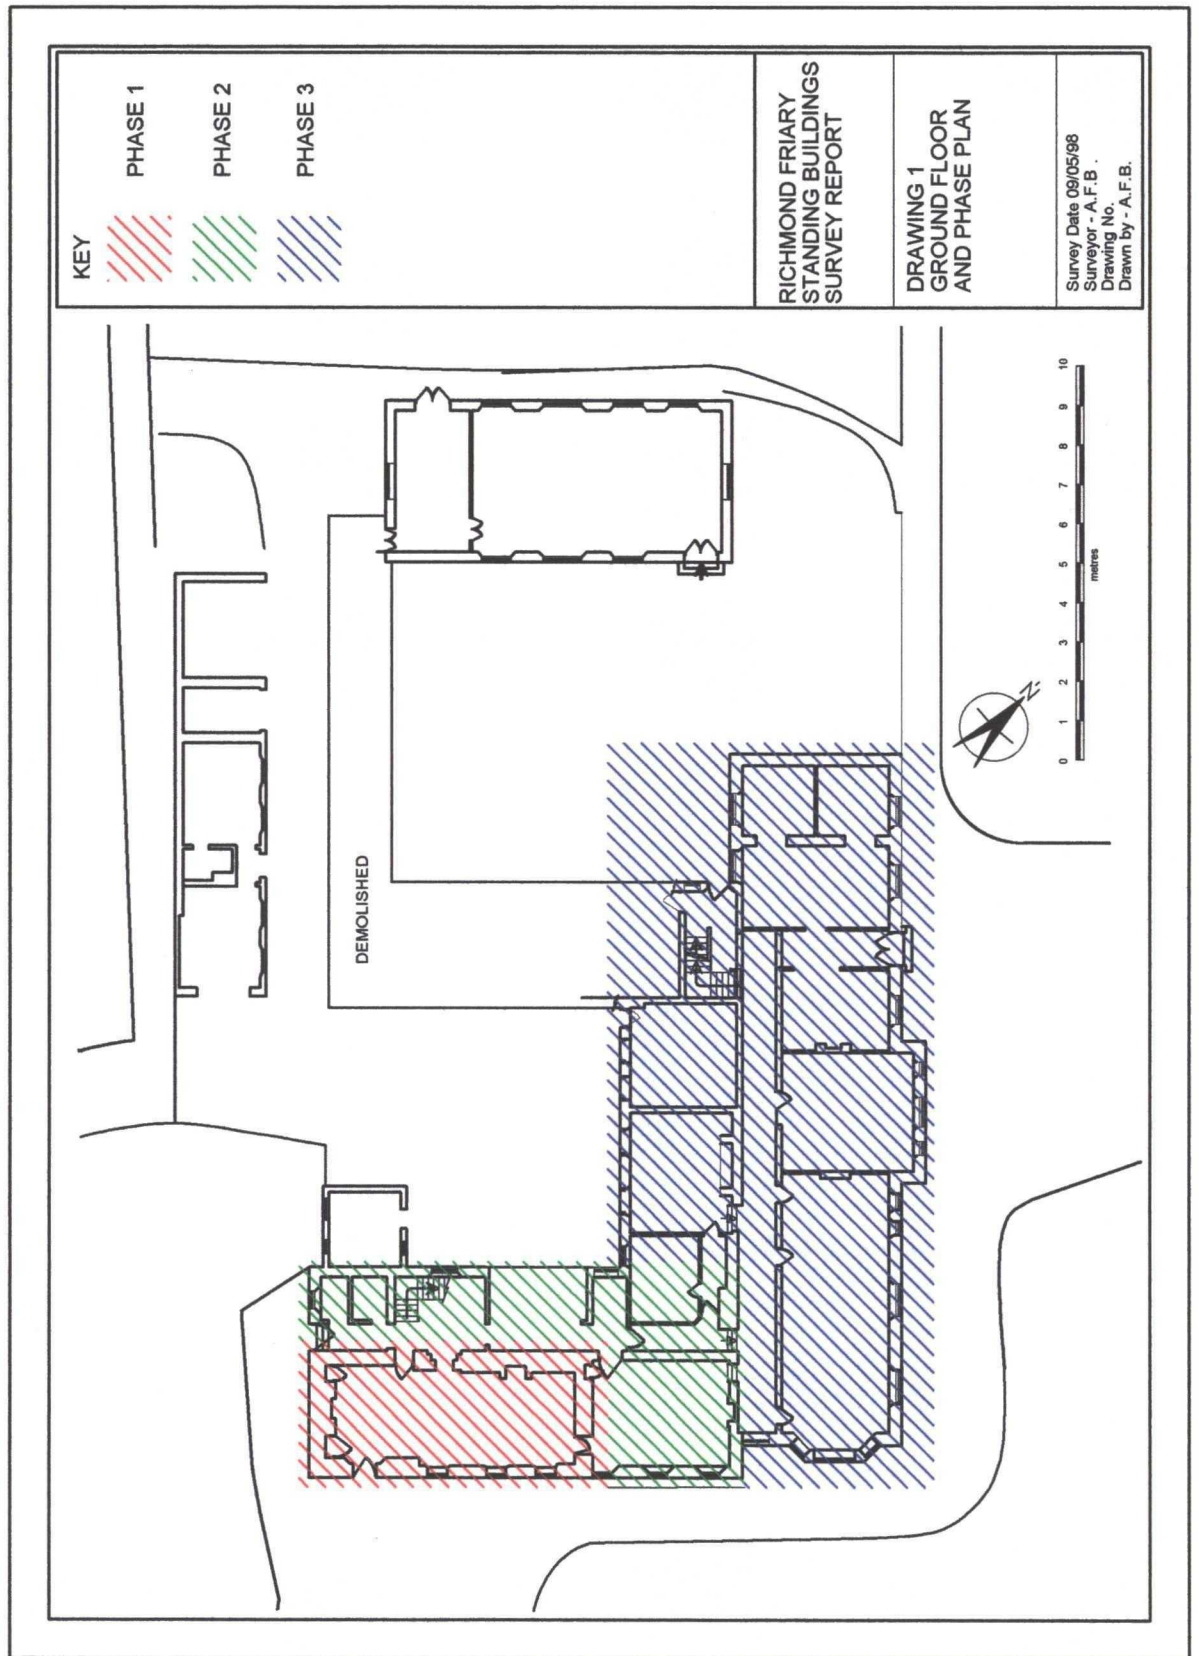 KEY
PHASE 1
PHASE 2
PHASE 3
RICHMOND FRIARY
STANDING BUILDINGS
SURVEY REPORT
DRAWING 1
GROUND FLOOR
AND PHASE PLAN
Survey Date 09/05/98
Surveyor - A.F.B .
Drawing No.
Drawn by - A.F.B.
DEMOLISHED
N
0 1 2 3 4 5 6 7 8 9 10
metres